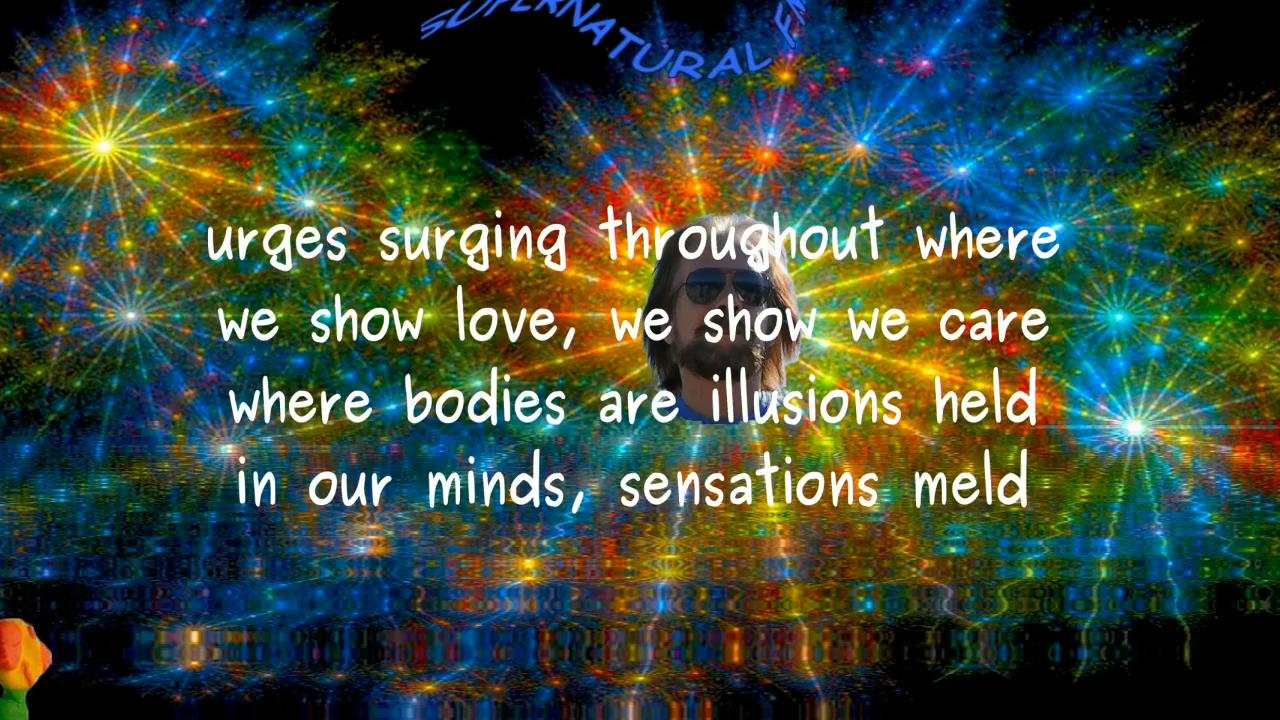 SUPERNATURAL
urges surging throughout where
we show love, we show we care
where bodies are illusions held
in our minds, sensations meld